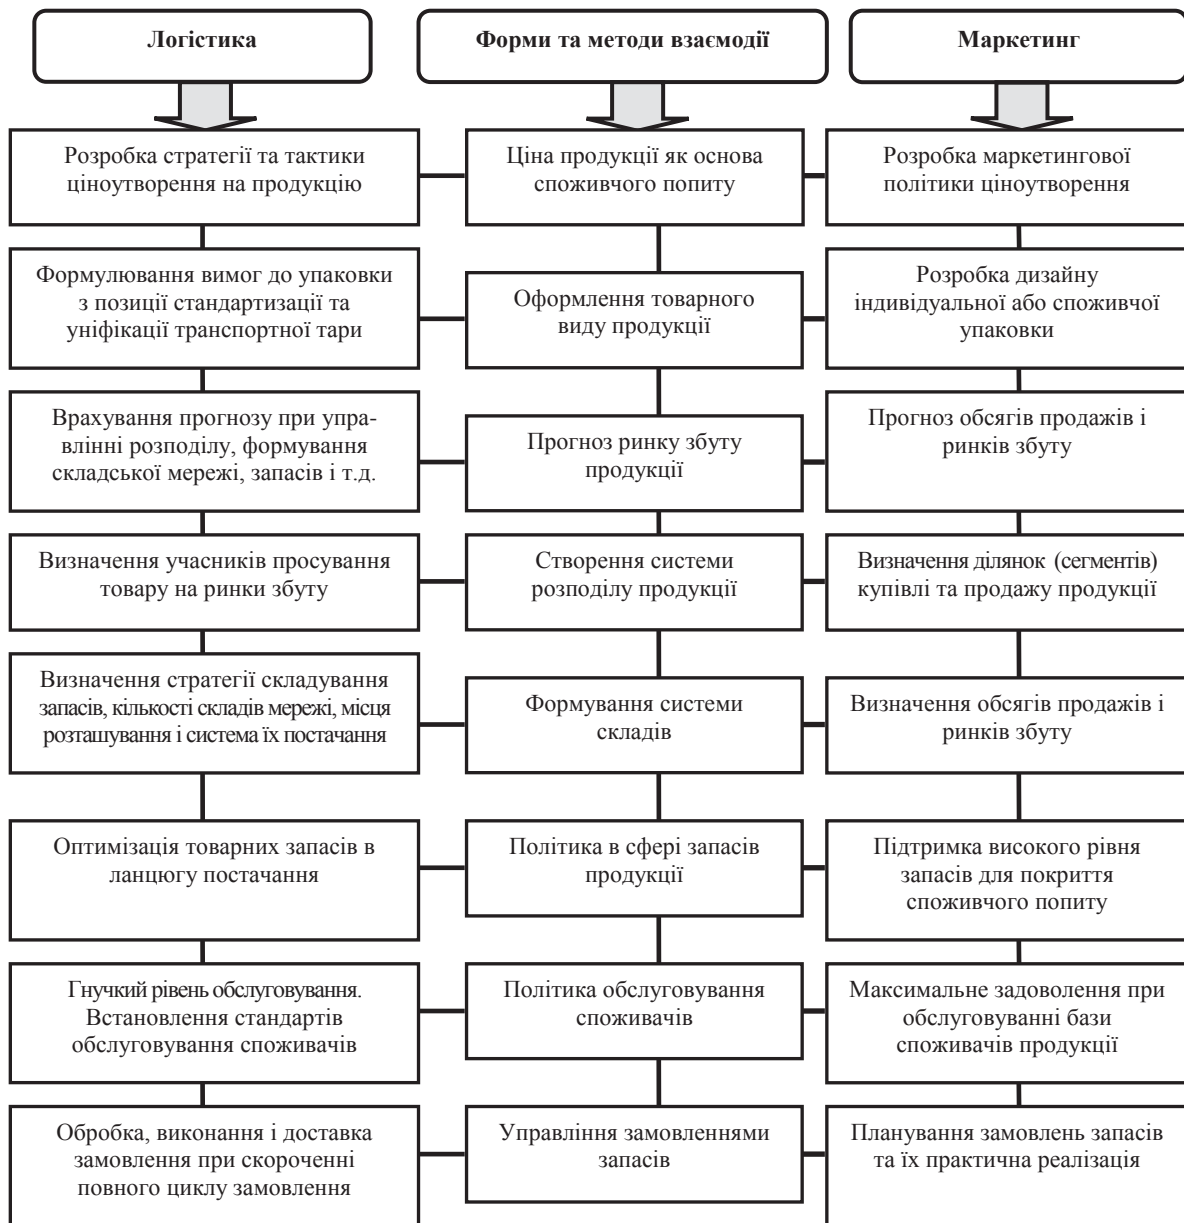 Логістика
Форми та методи взаємодії
Маркетинг
Розробка стратегії та тактики
ціноутворення на продукцію
Ціна продукції як основа
споживчого попиту
Розробка маркетингової
політики ціноутворення
Формулювання вимог до упаковки
з позиції стандартизації та
уніфікації транспортної тари
Оформлення товарного
виду продукції
Розробка дизайну
індивідуальної або споживчої
упаковки
Врахування прогнозу при упра-
влінні розподілу, формування
складської мережі, запасів і т.д.
Прогноз ринку збуту
продукції
Прогноз обсягів продажів і
ринків збуту
Визначення учасників просування
товару на ринки збуту
Створення системи
розподілу продукції
Визначення ділянок (сегментів)
купівлі та продажу продукції
Визначення стратегії складування
запасів, кількості складів мережі, місця
розташування і система їх постачання
Формування системи
складів
Визначення обсягів продажів і
ринків збуту
Оптимізація товарних запасів в
ланцюгу постачання
Політика в сфері запасів
продукції
Підтримка високого рівня
запасів для покриття
споживчого попиту
Гнучкий рівень обслуговування.
Встановлення стандартів
обслуговування споживачів
Політика обслуговування
споживачів
Максимальне задоволення при
обслуговуванні бази
споживачів продукції
Обробка, виконання і доставка
замовлення при скороченні
повного циклу замовлення
Управління замовленнями
запасів
Планування замовлень запасів
та їх практична реалізація